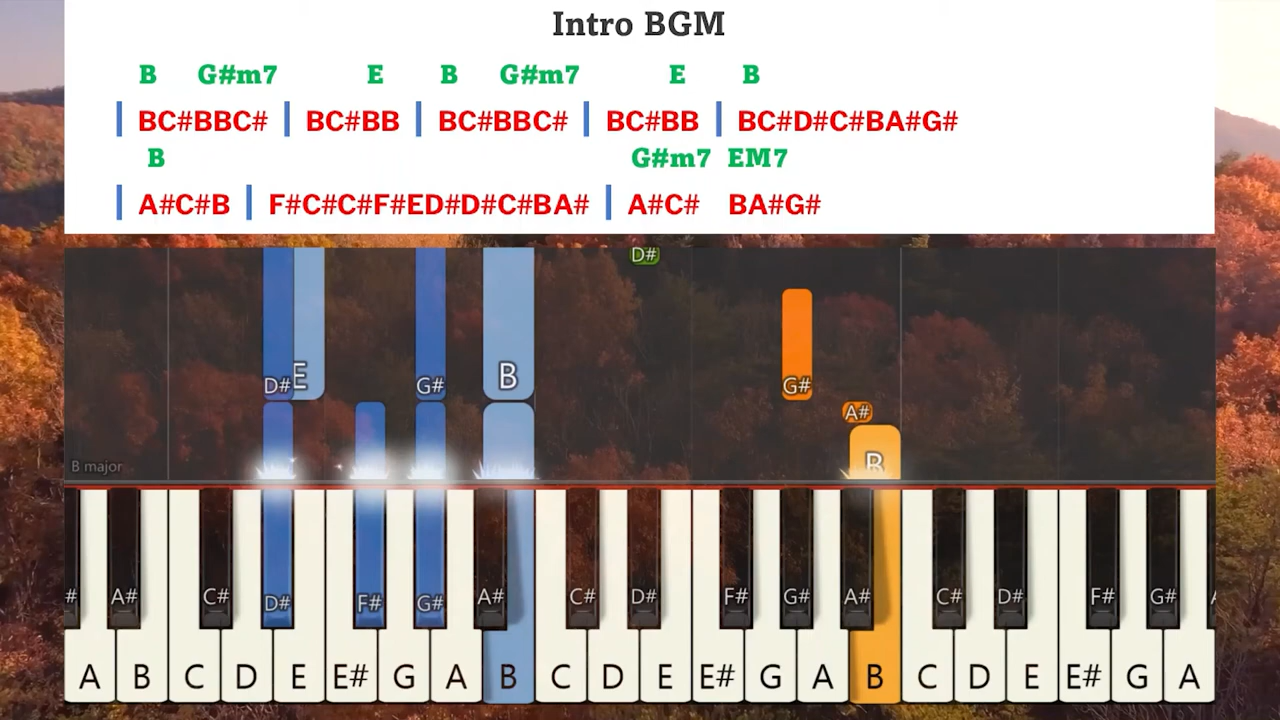 Intro BGM
B G#m7 E B G#m7 E B
| BC#BBC# | BC#BB | BC#BBC# | BC#BB | BC#D#C#BA#G#
B G#m7 EM7
| A#C#B | F#C#C#F#ED#D#C#BA# | A#C# BA#G#
D#
D# E G# B G#
A#
B
B major
# A# C# D# F# G# A# C# D# F# G# A# C# D# F# G#
A B C D E E# G A B C D E E# G A B C D E E# G A